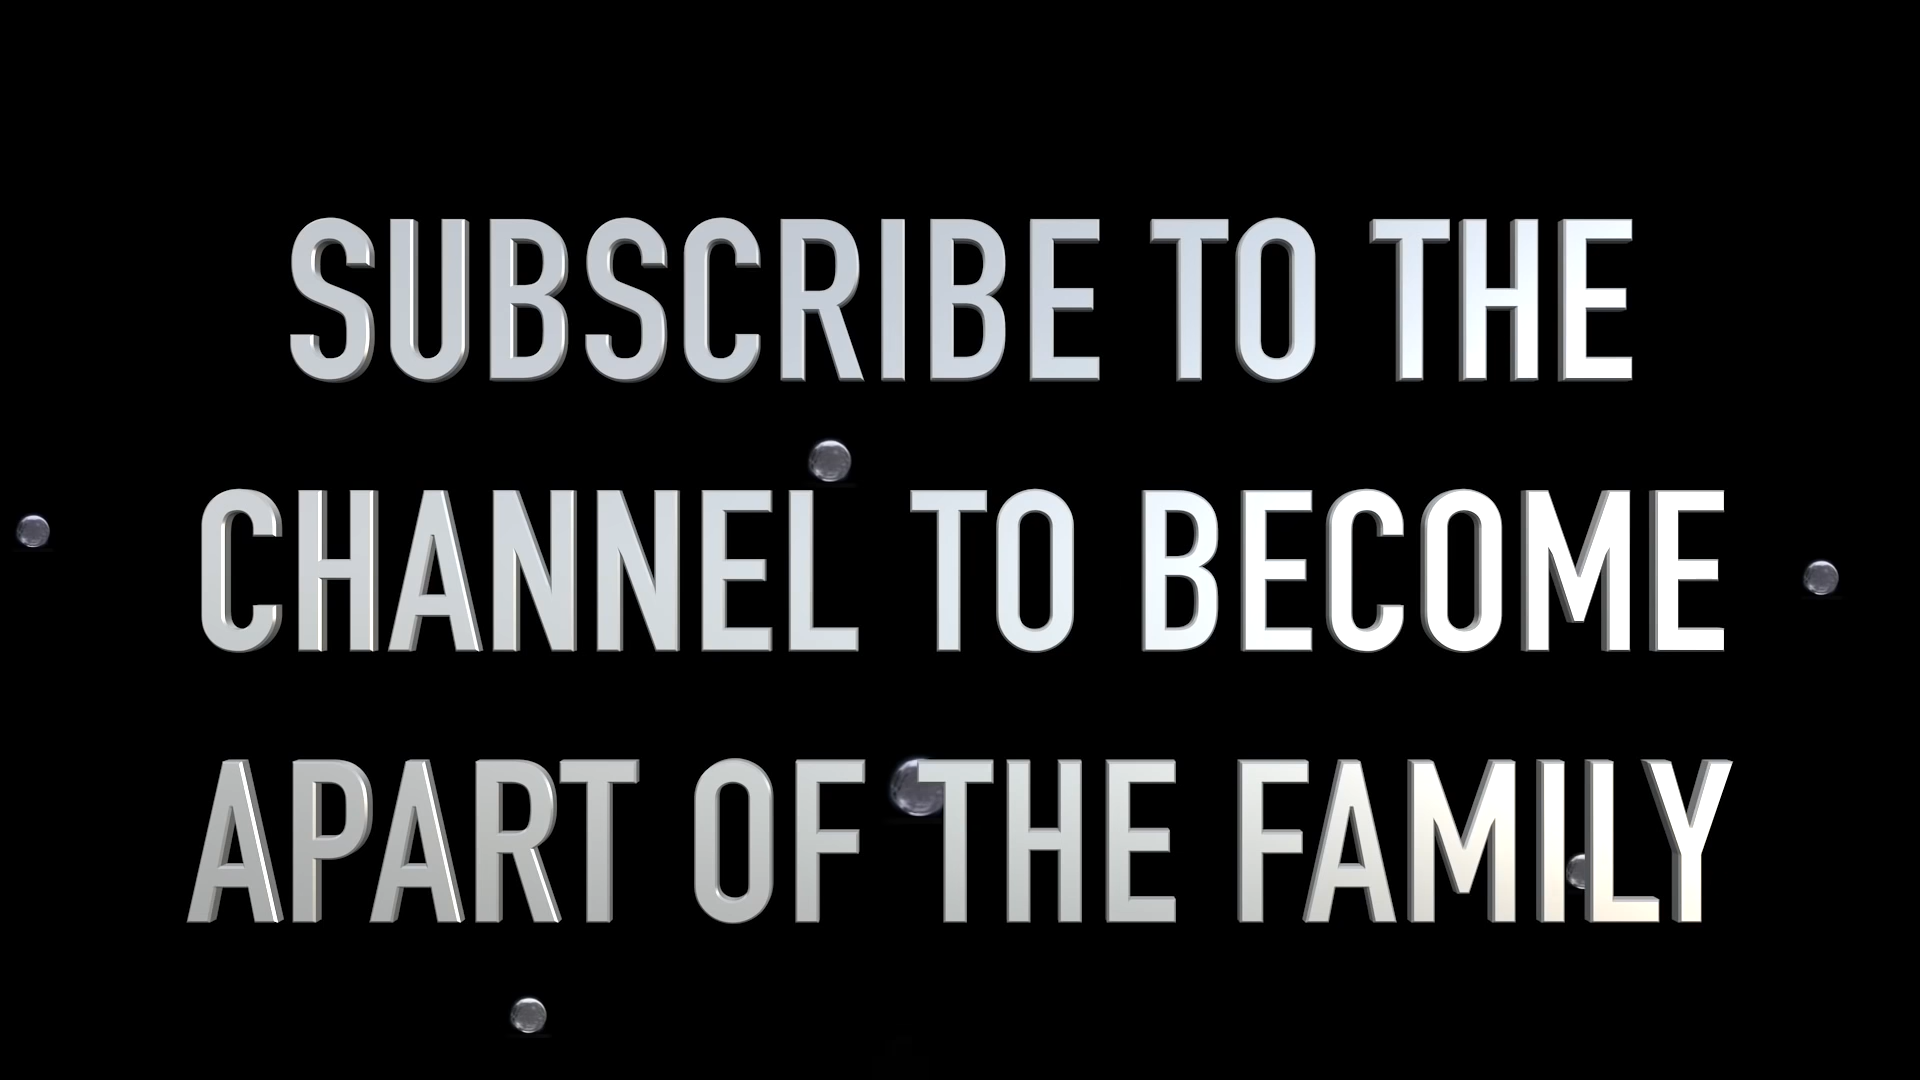 SUBSCRIBE TO THE
CHANNEL TO BECOME
APART OF THE FAMILY